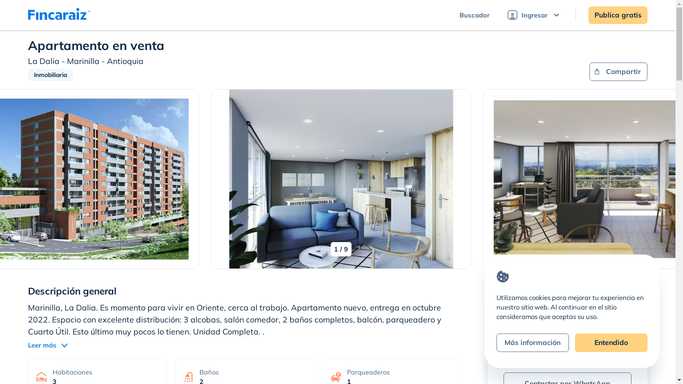 Fincaraiz
Buscador
Ingresar
Publica gratis
Apartamento en venta
La Dalia - Marinilla - Antioquia
Inmobiliaria
Compartir
1 / 9
Descripción general
Marinilla, La Dalia. Es momento para vivir en Oriente, cerca al trabajo. Apartamento nuevo, entrega en octubre
2022. Espacio con excelente distribución: 3 alcobas, salón comedor, 2 baños completos, balcón, parqueadero y
Cuarto Útil. Esto último muy pocos lo tienen. Unidad Completa. .
Leer más
Habitaciones
3
Baños
2
Parqueaderos
1
Utilizamos cookies para mejorar tu experiencia en
nuestro sitio web. Al continuar en el sitio
consideramos que aceptas su uso.
Más información
Entendido
Contactar por WhatsApp